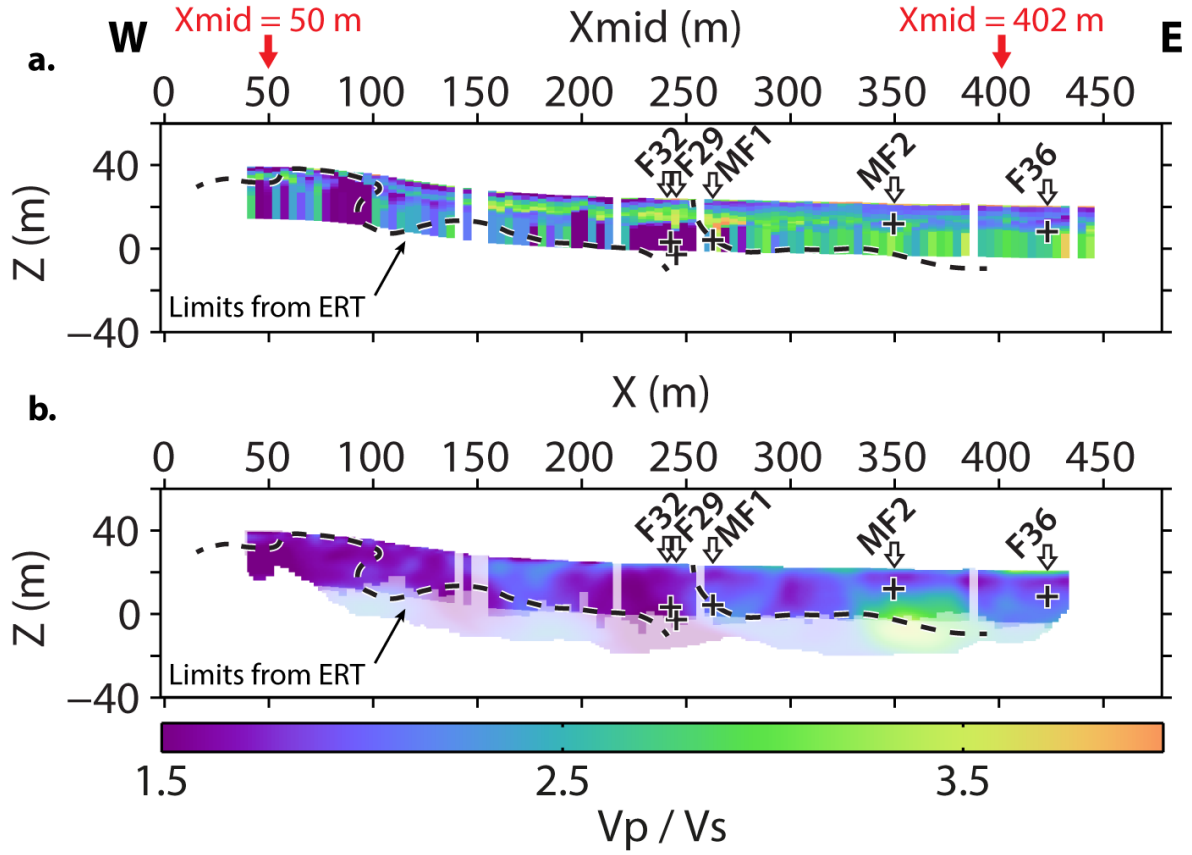 Xmid = 50 m
Xmid = 402 m
W
Xmid (m)
E
a.
0 50 100 150 200 250 300 350 400 450
F32
F29
MF1
MF2
F36
40
0
−40
Z (m)
Limits from ERT
X (m)
b.
0 50 100 150 200 250 300 350 400 450
F32
F29
MF1
MF2
F36
40
0
−40
Z (m)
Limits from ERT
1.5 2.5 3.5
Vp / Vs